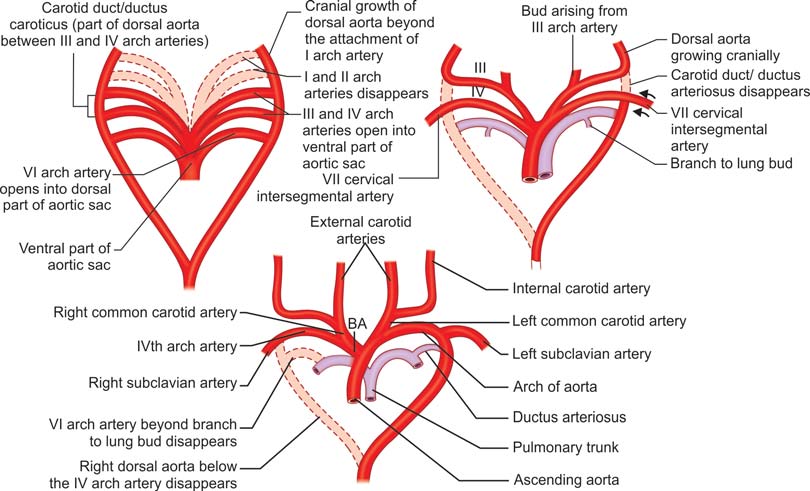 Carotid duct/ductus
caroticus (part of dorsal aorta
between III and IV arch arteries)
Cranial growth of
dorsal aorta beyond
the attachment of
I arch artery
I and II arch
arteries disappears
III and IV arch
arteries open into
ventral part of
aortic sac
VI arch artery
opens into dorsal
part of aortic sac
Ventral part of
aortic sac
Bud arising from
III arch artery
III
IV
Dorsal aorta
growing cranially
Carotid duct/ ductus
arteriosus disappears
VII cervical
intersegmental
artery
Branch to lung bud
VII cervical
intersegmental artery
External carotid
arteries
Right common carotid artery
BA
IVth arch artery
Right subclavian artery
VI arch artery beyond branch
to lung bud disappears
Right dorsal aorta below
the IV arch artery disappears
Internal carotid artery
Left common carotid artery
Left subclavian artery
Arch of aorta
Ductus arteriosus
Pulmonary trunk
Ascending aorta